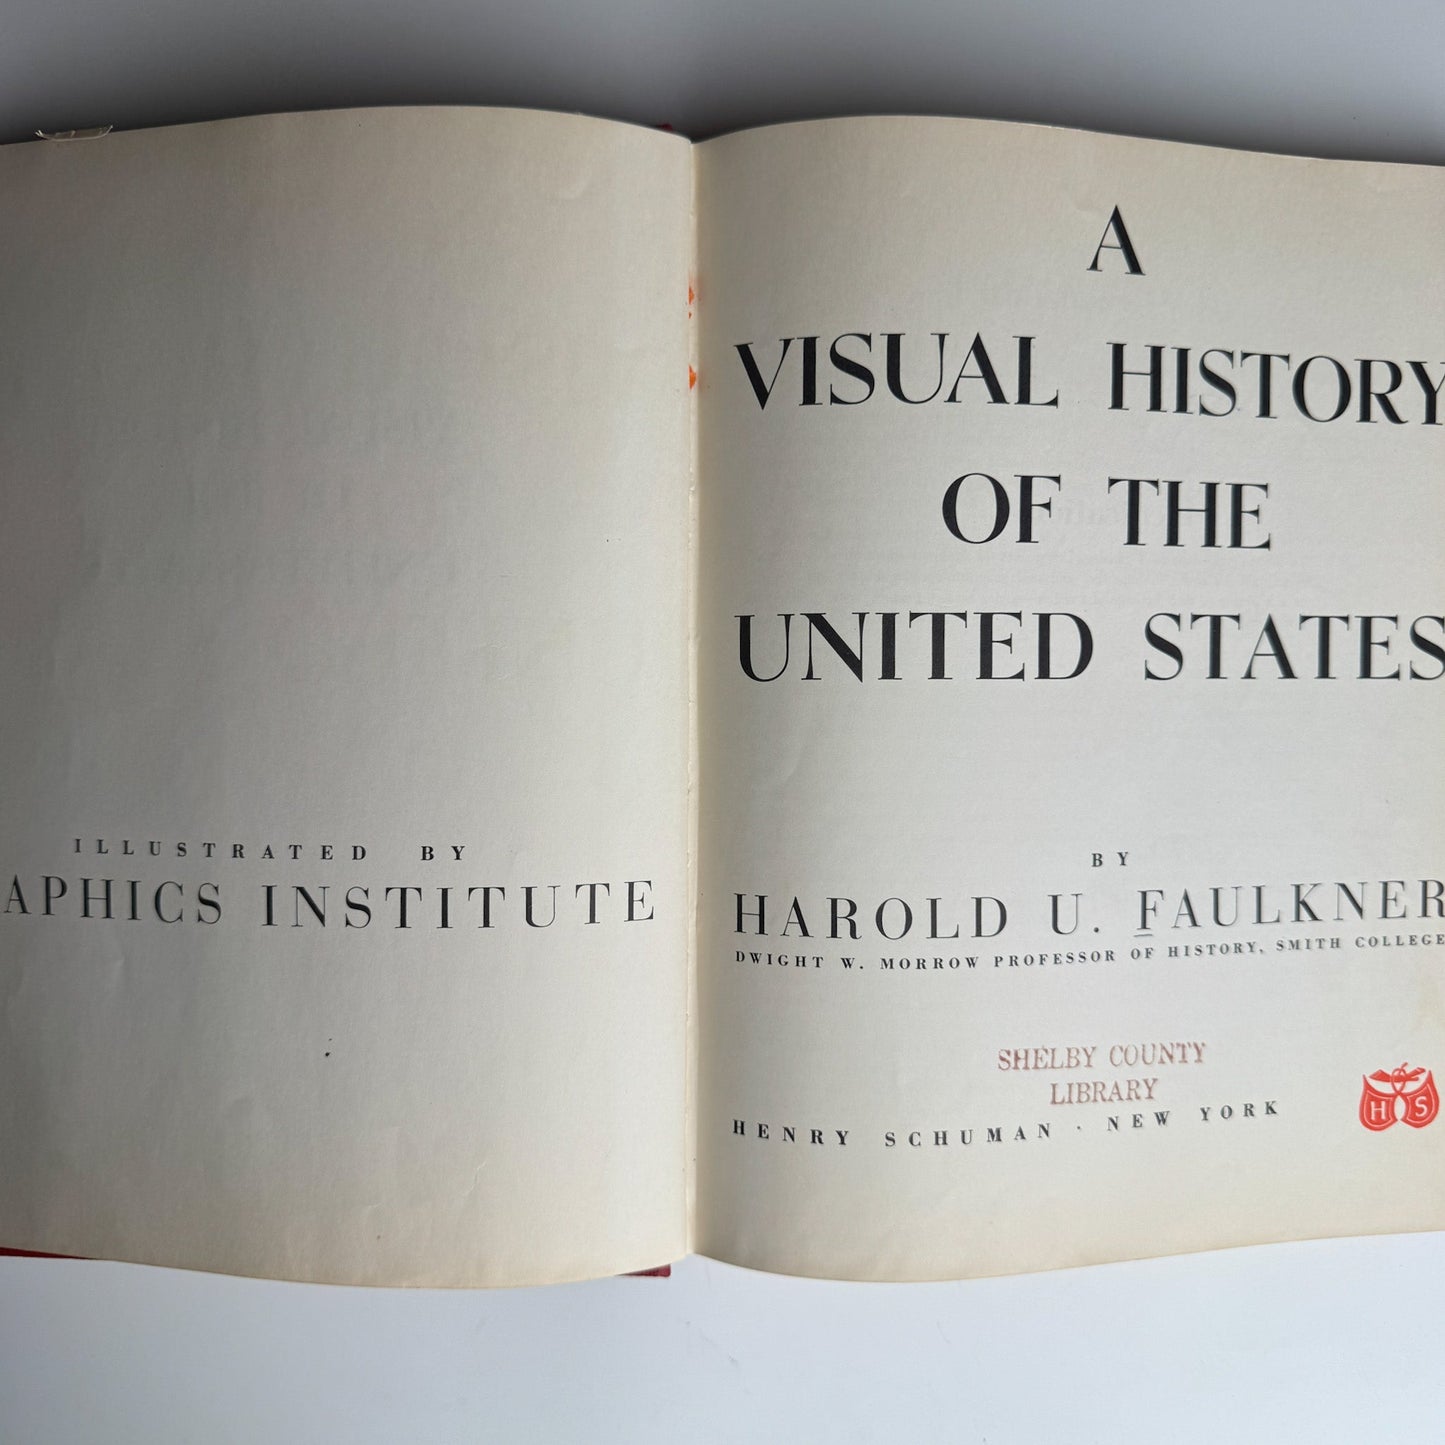 ILLUSTRATED BY
APHICS INSTITUTE
A
VISUAL HISTORY
OF THE
UNITED STATES
BY
HAROLD U. FAULKNER
DWIGHT W. MORROW PROFESSOR OF HISTORY, SMITH COLLEGE
SHELBY COUNTY
LIBRARY
HENRY SCHUMAN · NEW YORK
H S